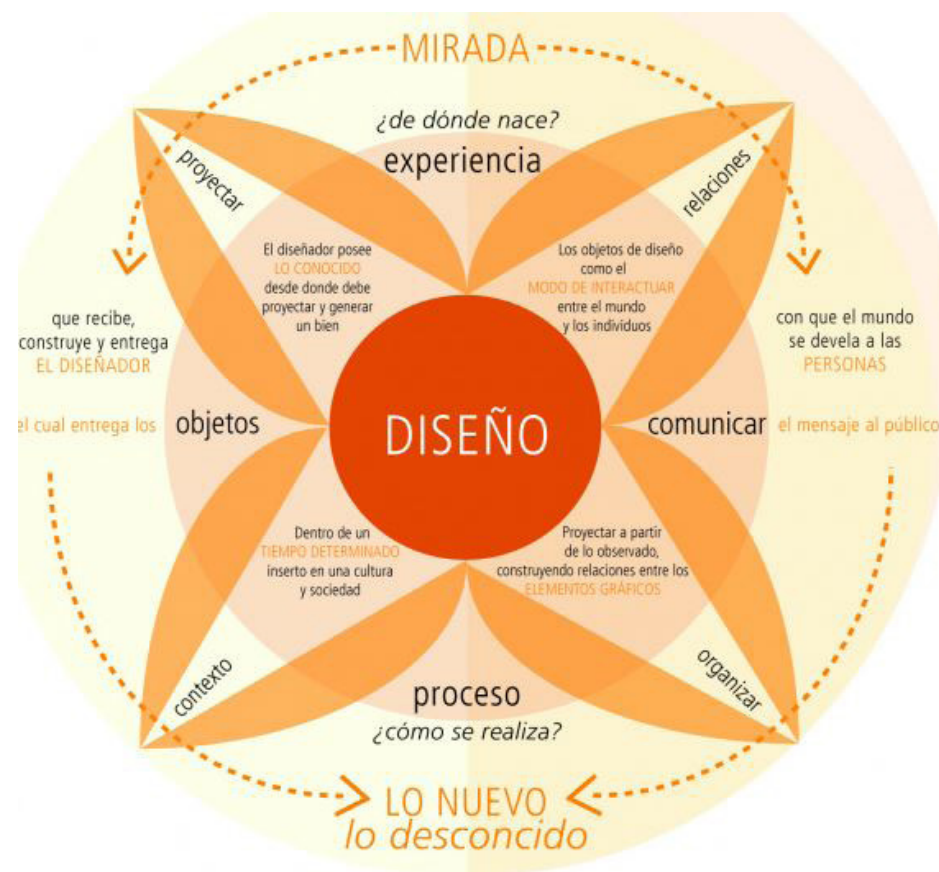 MIRADA
¿de dónde nace?
experiencia
proyectar
relaciones
El diseñador posee
LO CONOCIDO
desde donde debe
proyectar y generar
un bien
Los objetos de diseño
como el
MODO DE INTERACTUAR
entre el mundo
y los individuos
que recibe,
construye y entrega
EL DISEÑADOR
con que el mundo
se devela a las
PERSONAS
el cual entrega los
objetos
DISEÑO
comunicar
el mensaje al público
Dentro de un
TIEMPO DETERMINADO
inserto en una cultura
y sociedad
Proyectar a partir
de lo observado,
construyendo relaciones entre los
ELEMENTOS GRÁFICOS
contexto
organizar
proceso
¿cómo se realiza?
LO NUEVO
lo desconcido